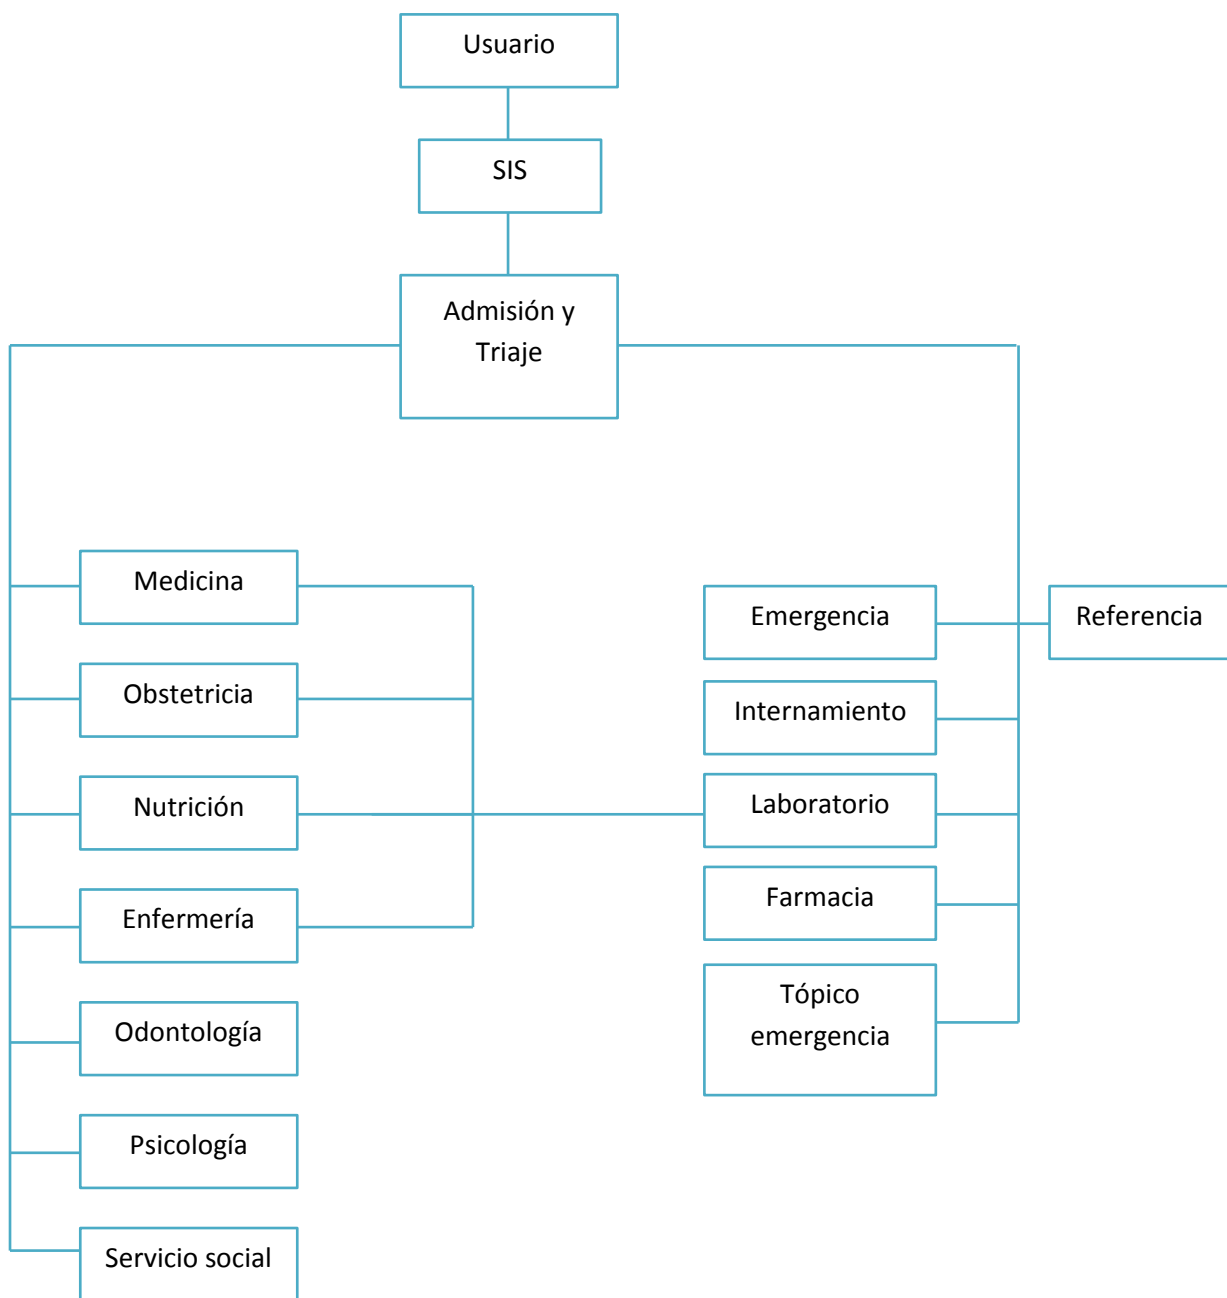 Usuario
SIS
Admisión y
Triaje
Medicina
Obstetricia
Nutrición
Enfermería
Odontología
Psicología
Servicio social
Emergencia
Referencia
Internamiento
Laboratorio
Farmacia
Tópico
emergencia